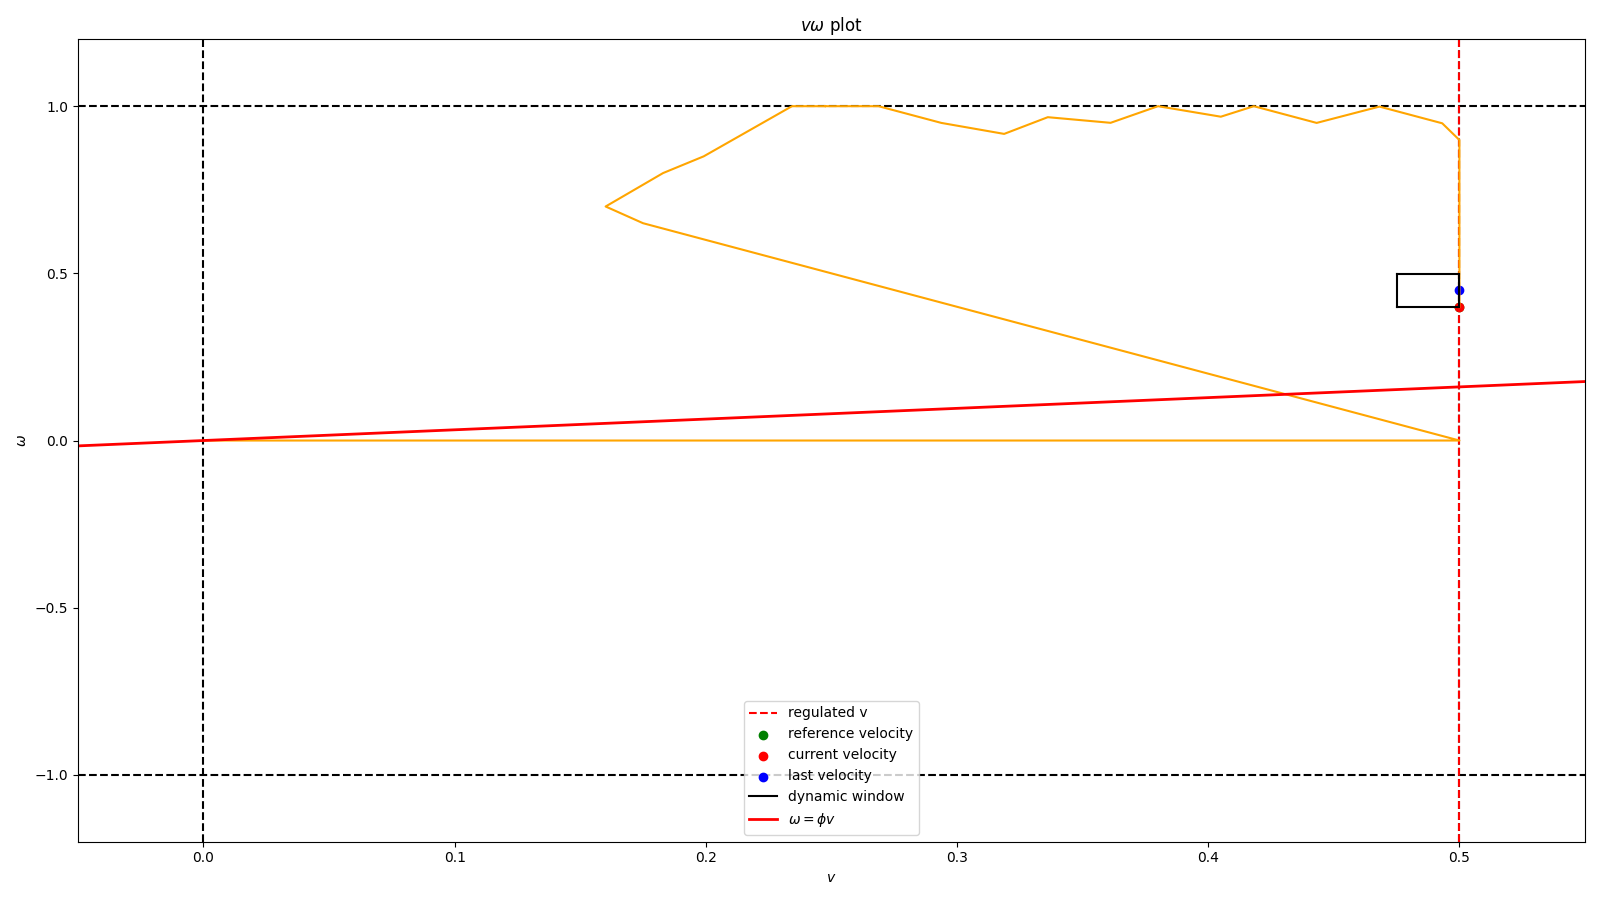 vω plot
1.0
0.5
0.0
−0.5
−1.0
ω
0.0 0.1 0.2 0.3 0.4 0.5
v
regulated v
reference velocity
current velocity
last velocity
dynamic window
ω = ϕv